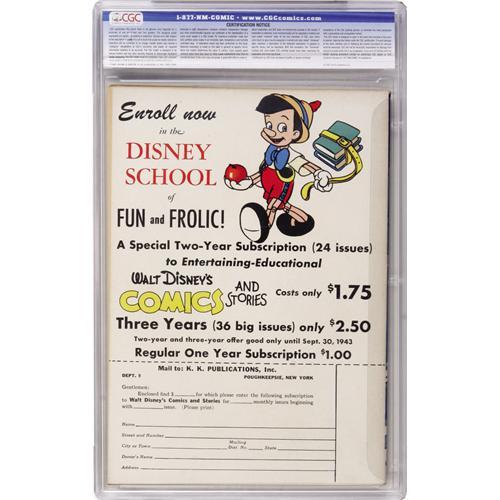 CGC
1-877-NM-COMIC • www.CGCcomics.com
CERTIFICATION NOTICE
Enroll now
in the
DISNEY
SCHOOL
of
FUN and FROLIC!
A Special Two-Year Subscription (24 issues)
to Entertaining-Educational
WALT DISNEY'S
COMICS AND STORIES Costs only $1.75
Three Years (36 big issues) only $2.50
Two-year and three-year offer good only until Sept. 30, 1943
Regular One Year Subscription $1.00
Mail to: K. K. PUBLICATIONS, Inc.
DEPT. POUGHKEEPSIE, NEW YORK
Gentlemen:
Enclosed find $ for which please enter the following subscription
to Walt Disney's Comics and Stories for monthly issues beginning
with issue. (Please print)
Name
Street and Number
City or Town Mailing Dist. No. State
Donor's Name
Address